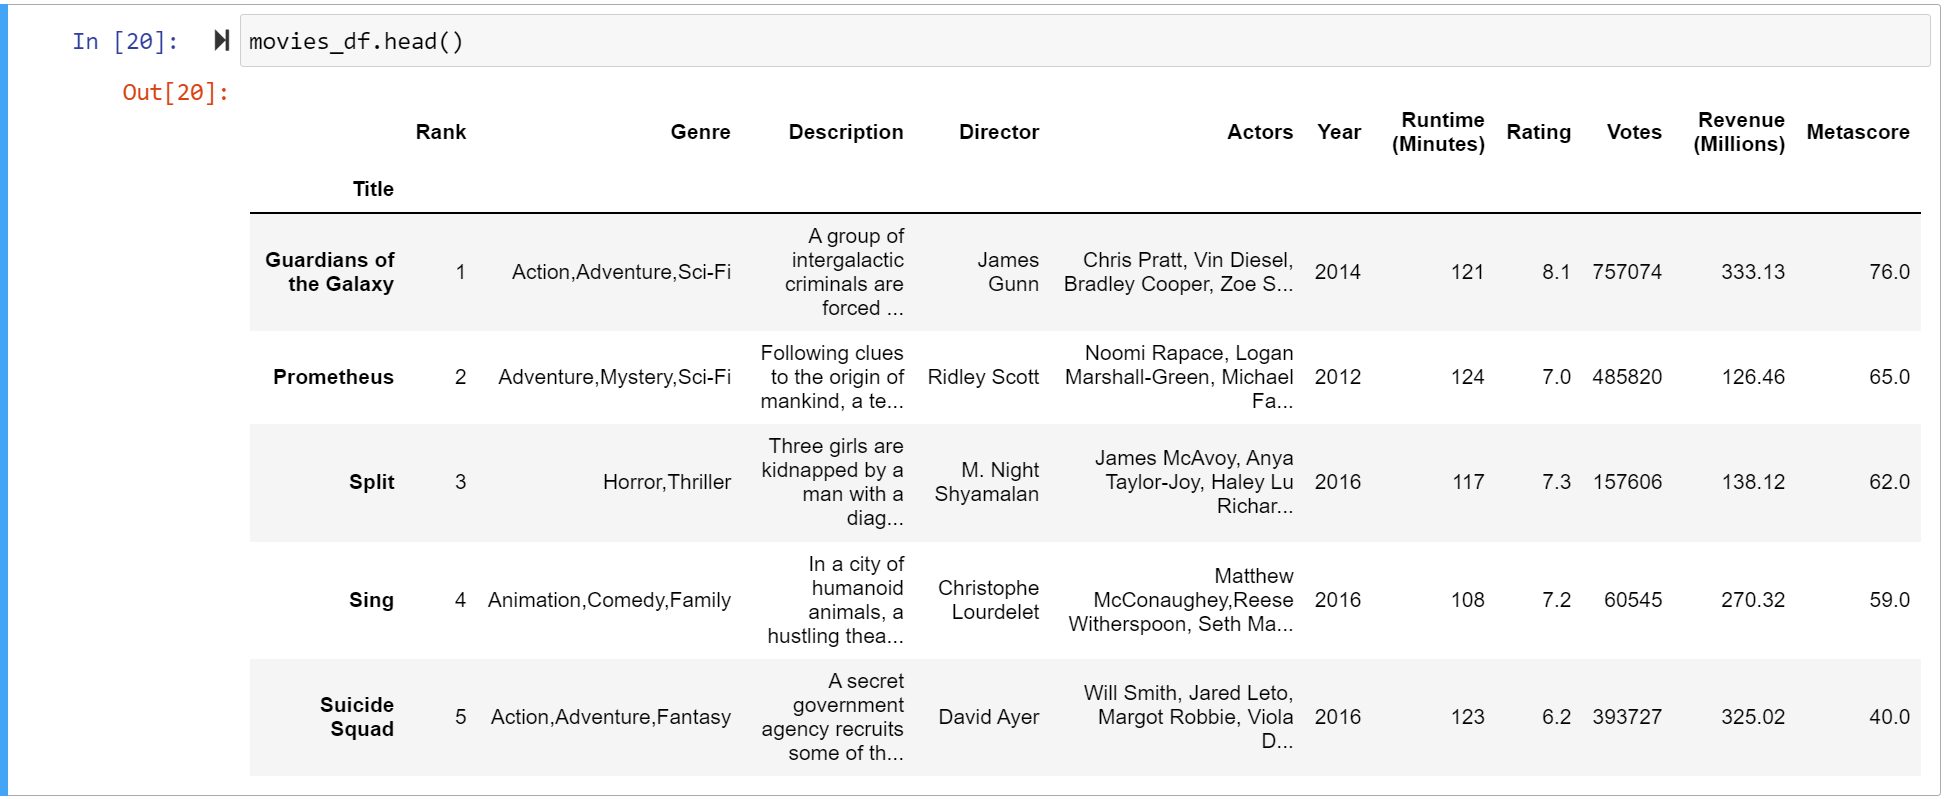 In [20]: movies_df.head()
Out[20]:
Rank Genre Description Director Actors Year Runtime (Minutes) Rating Votes Revenue (Millions) Metascore
Title
Guardians of the Galaxy 1 Action,Adventure,Sci-Fi A group of intergalactic criminals are forced ... James Gunn Chris Pratt, Vin Diesel, Bradley Cooper, Zoe S... 2014 121 8.1 757074 333.13 76.0
Prometheus 2 Adventure,Mystery,Sci-Fi Following clues to the origin of mankind, a te... Ridley Scott Noomi Rapace, Logan Marshall-Green, Michael Fa... 2012 124 7.0 485820 126.46 65.0
Split 3 Horror,Thriller Three girls are kidnapped by a man with a diag... M. Night Shyamalan James McAvoy, Anya Taylor-Joy, Haley Lu Richar... 2016 117 7.3 157606 138.12 62.0
Sing 4 Animation,Comedy,Family In a city of humanoid animals, a hustling thea... Christophe Lourdelet Matthew McConaughey,Reese Witherspoon, Seth Ma... 2016 108 7.2 60545 270.32 59.0
Suicide Squad 5 Action,Adventure,Fantasy A secret government agency recruits some of th... David Ayer Will Smith, Jared Leto, Margot Robbie, Viola D... 2016 123 6.2 393727 325.02 40.0